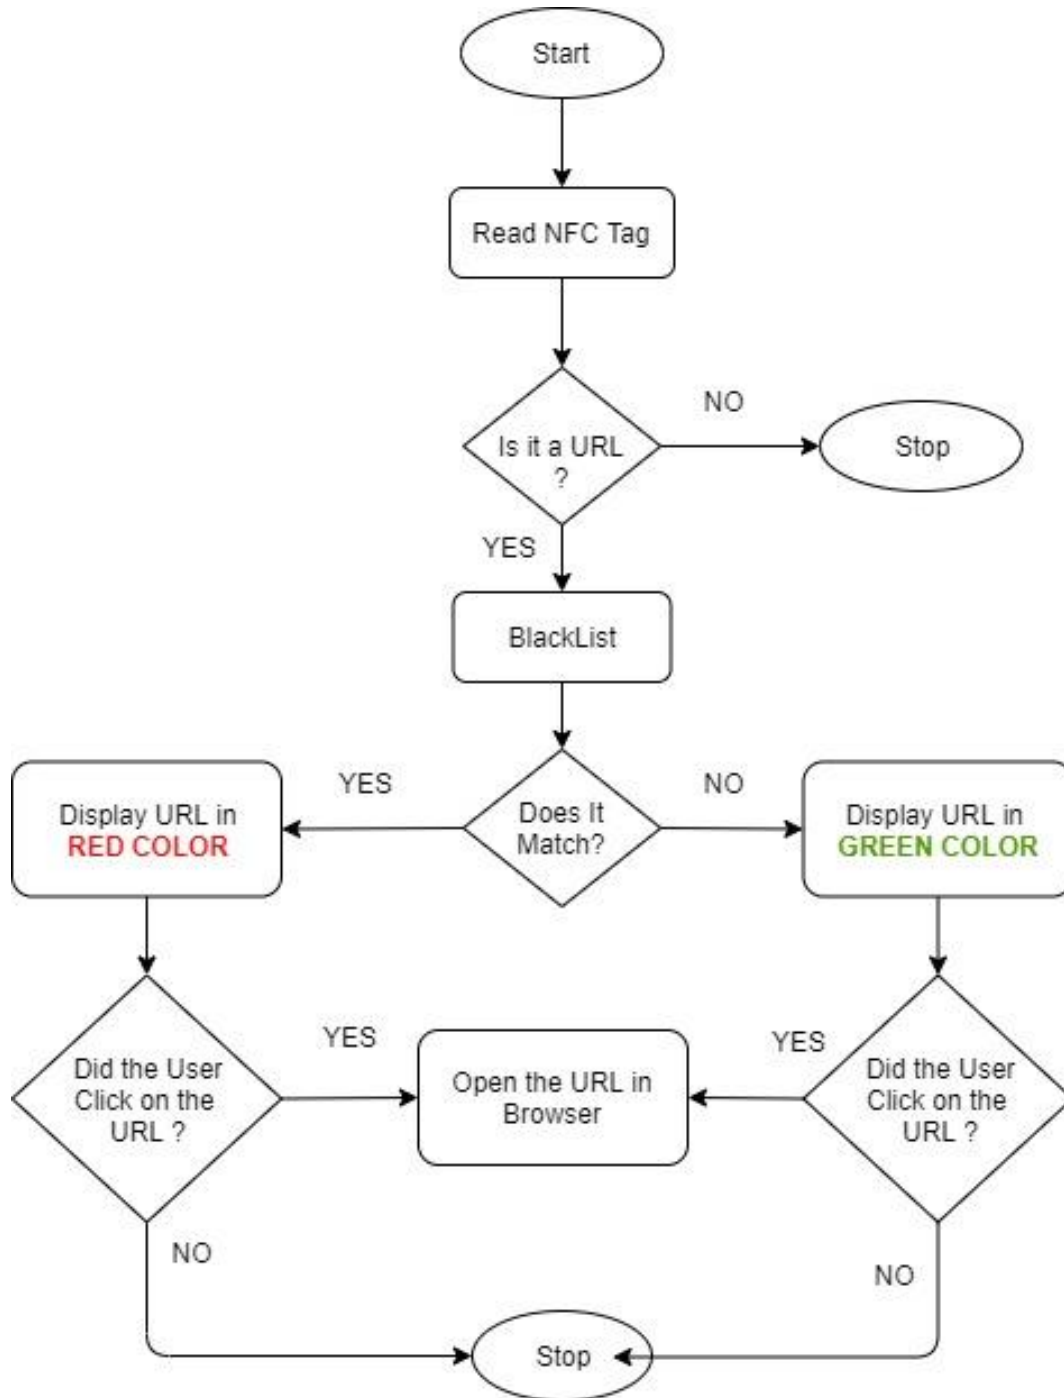 Start
Read NFC Tag
NO
Is it a URL
?
Stop
YES
BlackList
YES
NO
Display URL in
RED COLOR
Does It
Match?
Display URL in
GREEN COLOR
YES
YES
Did the User
Click on the
URL ?
Open the URL in
Browser
Did the User
Click on the
URL ?
NO
NO
Stop